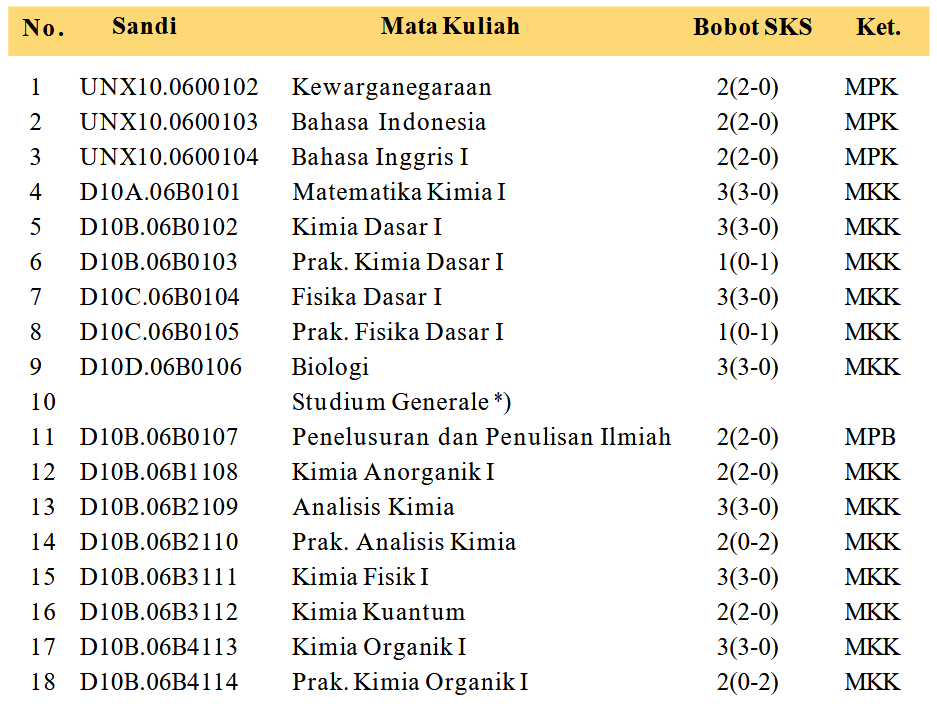 No. Sandi Mata Kuliah Bobot SKS Ket.
1 UNX10.0600102 Kewarganegaraan 2(2-0) MPK
2 UNX10.0600103 Bahasa Indonesia 2(2-0) MPK
3 UNX10.0600104 Bahasa Inggris I 2(2-0) MPK
4 D10A.06B0101 Matematika Kimia I 3(3-0) MKK
5 D10B.06B0102 Kimia Dasar I 3(3-0) MKK
6 D10B.06B0103 Prak. Kimia Dasar I 1(0-1) MKK
7 D10C.06B0104 Fisika Dasar I 3(3-0) MKK
8 D10C.06B0105 Prak. Fisika Dasar I 1(0-1) MKK
9 D10D.06B0106 Biologi 3(3-0) MKK
10 Studium Generale *)
11 D10B.06B0107 Penelusuran dan Penulisan Ilmiah 2(2-0) MPB
12 D10B.06B1108 Kimia Anorganik I 2(2-0) MKK
13 D10B.06B2109 Analisis Kimia 3(3-0) MKK
14 D10B.06B2110 Prak. Analisis Kimia 2(0-2) MKK
15 D10B.06B3111 Kimia Fisik I 3(3-0) MKK
16 D10B.06B3112 Kimia Kuantum 2(2-0) MKK
17 D10B.06B4113 Kimia Organik I 3(3-0) MKK
18 D10B.06B4114 Prak. Kimia Organik I 2(0-2) MKK